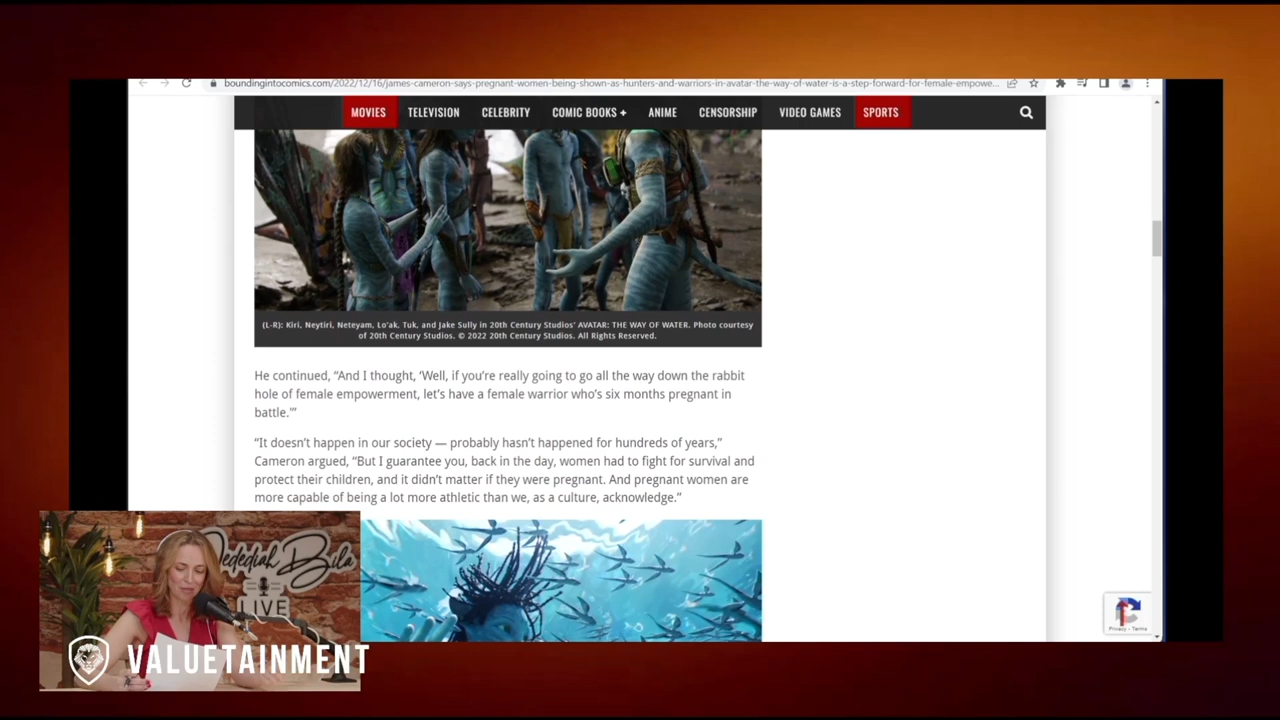 boundingintocomics.com/2022/12/16/james-cameron-says-pregnant-women-being-shown-as-hunters-and-warriors-in-avatar-the-way-of-water-is-a-step-forward-for-female-empowe...
MOVIES TELEVISION CELEBRITY COMIC BOOKS + ANIME CENSORSHIP VIDEO GAMES SPORTS
(L-R): Kiri, Neytiri, Neteyam, Lo'ak, Tuk, and Jake Sully in 20th Century Studios' AVATAR: THE WAY OF WATER. Photo courtesy
of 20th Century Studios. © 2022 20th Century Studios. All Rights Reserved.
He continued, “And I thought, ‘Well, if you’re really going to go all the way down the rabbit
hole of female empowerment, let’s have a female warrior who’s six months pregnant in
battle.'”
“It doesn’t happen in our society — probably hasn’t happened for hundreds of years,”
Cameron argued, “But I guarantee you, back in the day, women had to fight for survival and
protect their children, and it didn’t matter if they were pregnant. And pregnant women are
more capable of being a lot more athletic than we, as a culture, acknowledge.”
Jedediah Bila
LIVE
VALUETAINMENT
Privacy - Terms